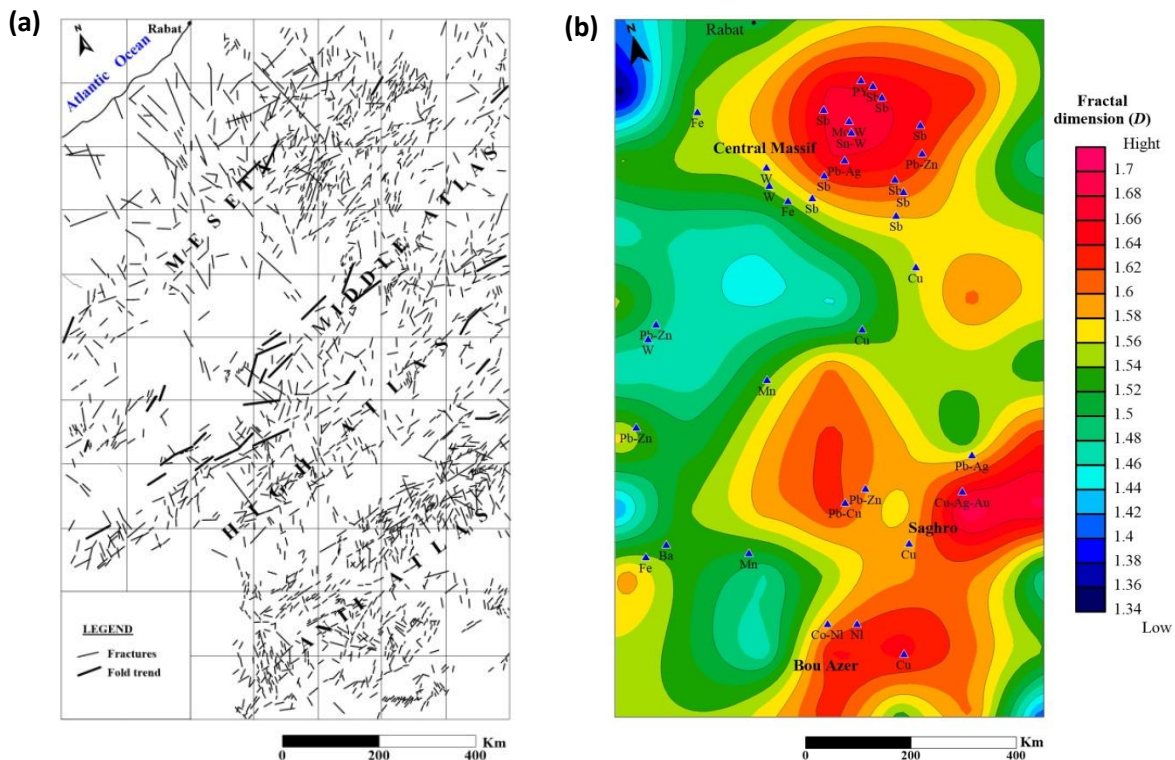 (a)
N
Rabat
Atlantic Ocean
MESETA
MIDDLE ATLAS
HIGH ATLAS
ANTI ATLAS
LEGEND
Fractures
Fold trend
Km
0
200
400
(b)
N
Rabat
PY
Sb
Sb
Fe
Sb
Mo-W
Sn-W
Sb
Central Massif
Pb-Zn
Pb-Ag
W
Sb
Sb
W
Sb
Fe
Sb
Sb
Cu
Pb-Zn
W
Cu
Mn
Pb-Zn
Pb-Ag
Pb-Zn
Cu-Ag-Au
Pb-Cu
Saghro
Cu
Ba
Fe
Mn
Co-NI
NI
Bou Azer
Cu
Km
0
200
400
Fractal
dimension (D)
Hight
1.7
1.68
1.66
1.64
1.62
1.6
1.58
1.56
1.54
1.52
1.5
1.48
1.46
1.44
1.42
1.4
1.38
1.36
1.34
Low